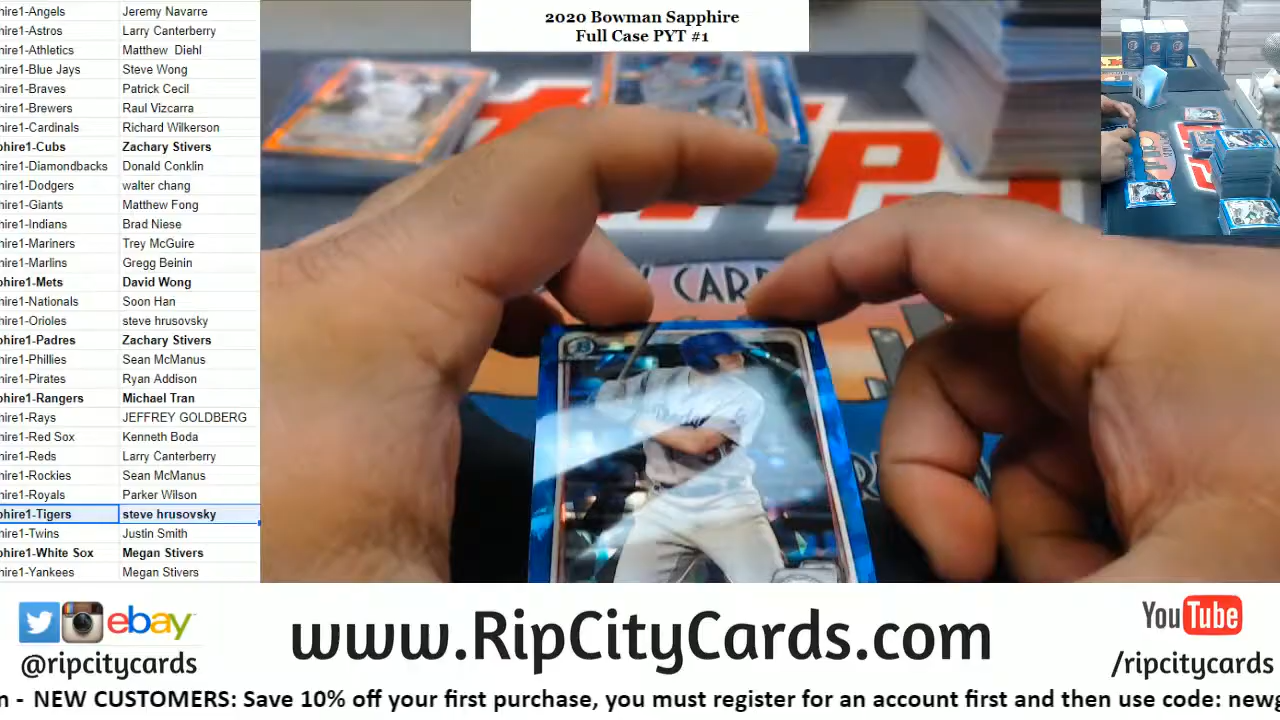 2020 Bowman Sapphire
Full Case PYT #1
hire1-Angels Jeremy Navarre
hire1-Astros Larry Canterberry
hire1-Athletics Matthew Diehl
hire1-Blue Jays Steve Wong
hire1-Braves Patrick Cecil
hire1-Brewers Raul Vizcarra
hire1-Cardinals Richard Wilkerson
phire1-Cubs Zachary Stivers
hire1-Diamondbacks Donald Conklin
hire1-Dodgers walter chang
hire1-Giants Matthew Fong
hire1-Indians Brad Niese
hire1-Mariners Trey McGuire
hire1-Marlins Gregg Beinin
phire1-Mets David Wong
hire1-Nationals Soon Han
hire1-Orioles steve hrusovsky
phire1-Padres Zachary Stivers
hire1-Phillies Sean McManus
hire1-Pirates Ryan Addison
phire1-Rangers Michael Tran
hire1-Rays JEFFREY GOLDBERG
hire1-Red Sox Kenneth Boda
hire1-Reds Larry Canterberry
hire1-Rockies Sean McManus
hire1-Royals Parker Wilson
phire1-Tigers steve hrusovsky
hire1-Twins Justin Smith
phire1-White Sox Megan Stivers
hire1-Yankees Megan Stivers
CARD
ebay
@ripcitycards
www.RipCityCards.com
YouTube
/ripcitycards
n - NEW CUSTOMERS: Save 10% off your first purchase, you must register for an account first and then use code: newg